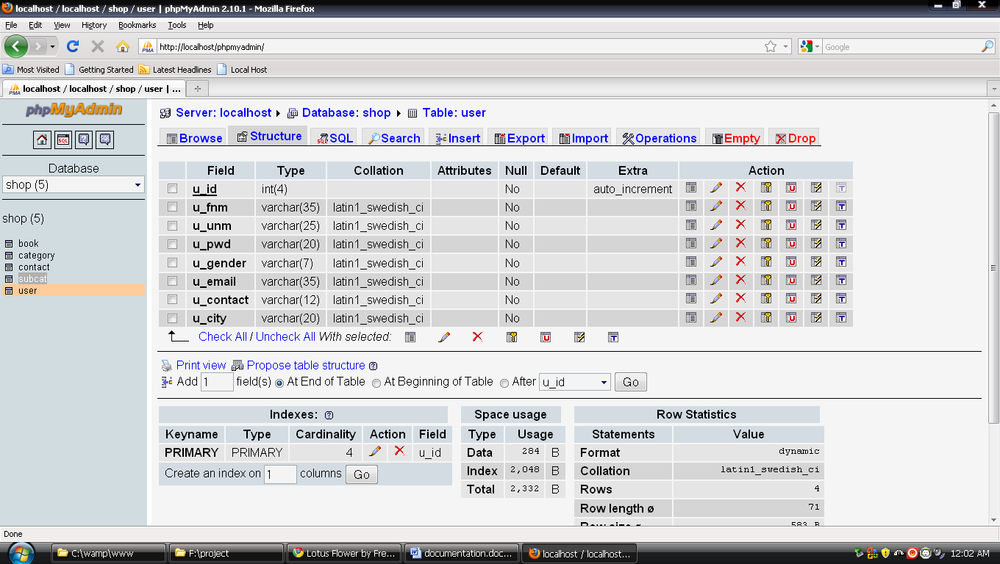 localhost / localhost / shop / user | phpMyAdmin 2.10.1 - Mozilla Firefox
File Edit View History Bookmarks Tools Help
PMA http://localhost/phpmyadmin/ Google
Most Visited Getting Started Latest Headlines Local Host
PMA localhost / localhost / shop / user | ...
phpMyAdmin
SQL
Database
shop (5)
shop (5)
book
category
contact
subcat
user
Server: localhost Database: shop Table: user
Browse Structure SQL Search Insert Export Import Operations Empty Drop
Field Type Collation Attributes Null Default Extra Action
u_id int(4) No auto_increment
u_fnm varchar(35) latin1_swedish_ci No
u_unm varchar(25) latin1_swedish_ci No
u_pwd varchar(20) latin1_swedish_ci No
u_gender varchar(7) latin1_swedish_ci No
u_email varchar(35) latin1_swedish_ci No
u_contact varchar(12) latin1_swedish_ci No
u_city varchar(20) latin1_swedish_ci No
Check All / Uncheck All With selected:
Print view Propose table structure
Add 1 field(s) At End of Table At Beginning of Table After u_id Go
Indexes:
Keyname Type Cardinality Action Field
PRIMARY PRIMARY 4 u_id
Create an index on 1 columns Go
Space usage
Type Usage
Data 284 B
Index 2,048 B
Total 2,332 B
Row Statistics
Statements Value
Format dynamic
Collation latin1_swedish_ci
Rows 4
Row length ø 71
Row size ø 583 B
Done
C:\wamp\www F:\project Lotus Flower by Fre... documentation.doc... localhost / localhost... 12:02 AM